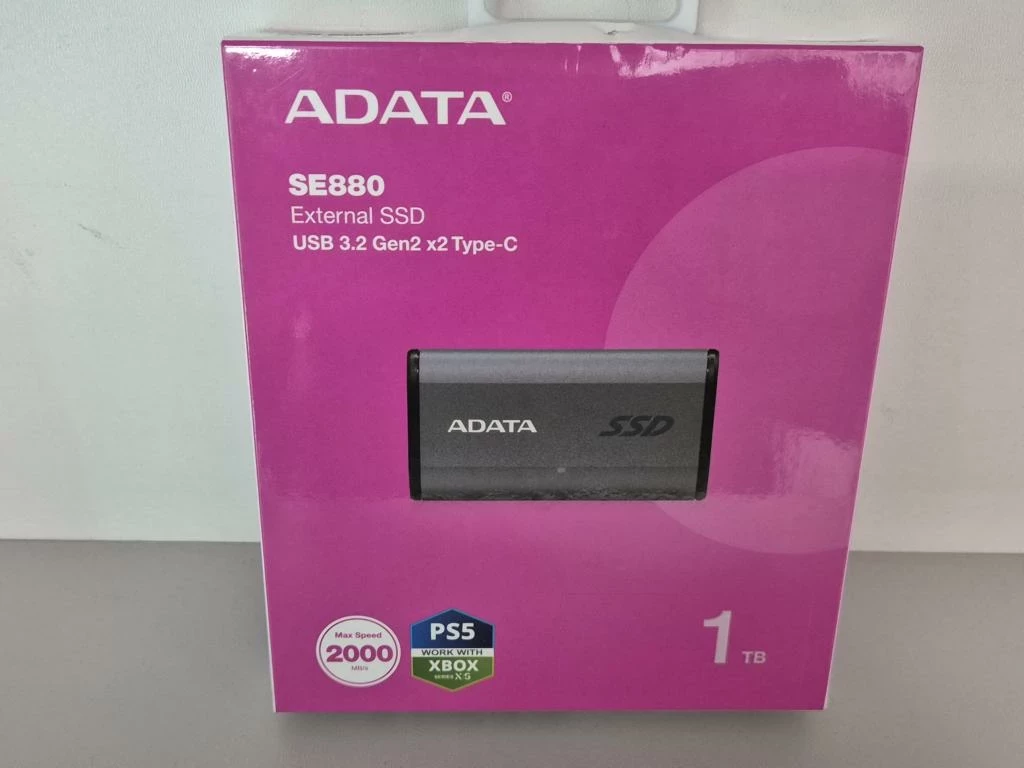 ADATA®
SE880
External SSD
USB 3.2 Gen2 x2 Type-C
ADATA SSD
Max Speed
2000
MB/s
PS5
WORK WITH
XBOX
SERIES X/S
1 TB